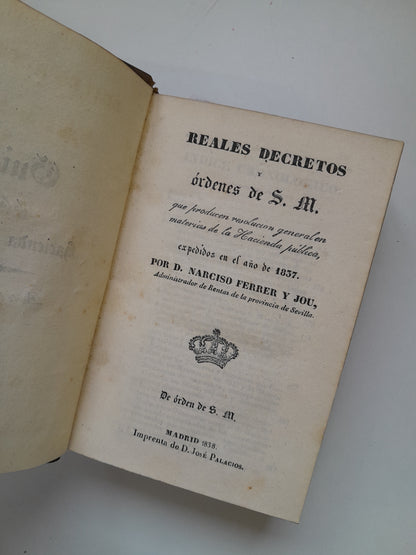 REALES DECRETOS
Y
órdenes de S. M.
que producen resolucion general en
materias de la Hacienda pública,
expedidos en el año de 1837.
POR D. NARCISO FERRER Y JOU,
Administrador de Rentas de la provincia de Sevilla.
De órden de S. M.
MADRID 1838.
Imprenta de D. José Palacios.